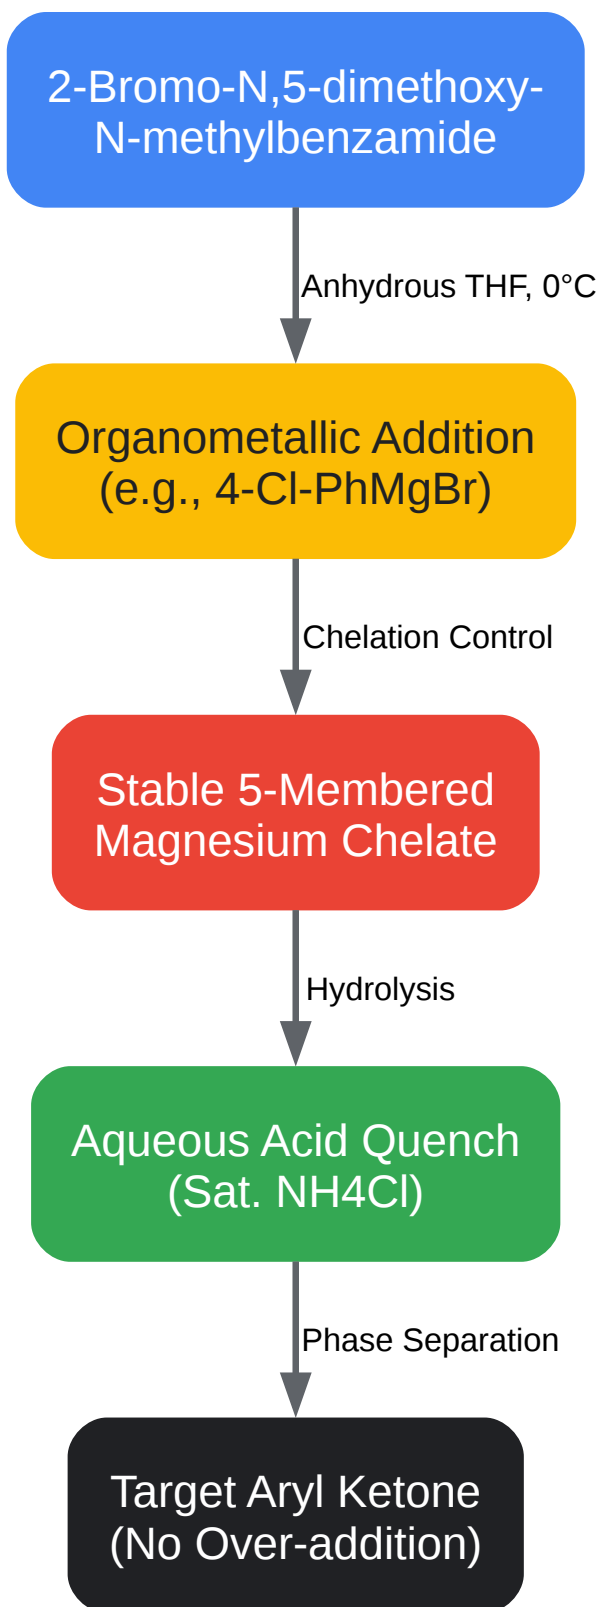 2-Bromo-N,5-dimethoxy-
N-methylbenzamide
Anhydrous THF, 0°C
Organometallic Addition
(e.g., 4-Cl-PhMgBr)
Chelation Control
Stable 5-Membered
Magnesium Chelate
Hydrolysis
Aqueous Acid Quench
(Sat. NH4Cl)
Phase Separation
Target Aryl Ketone
(No Over-addition)